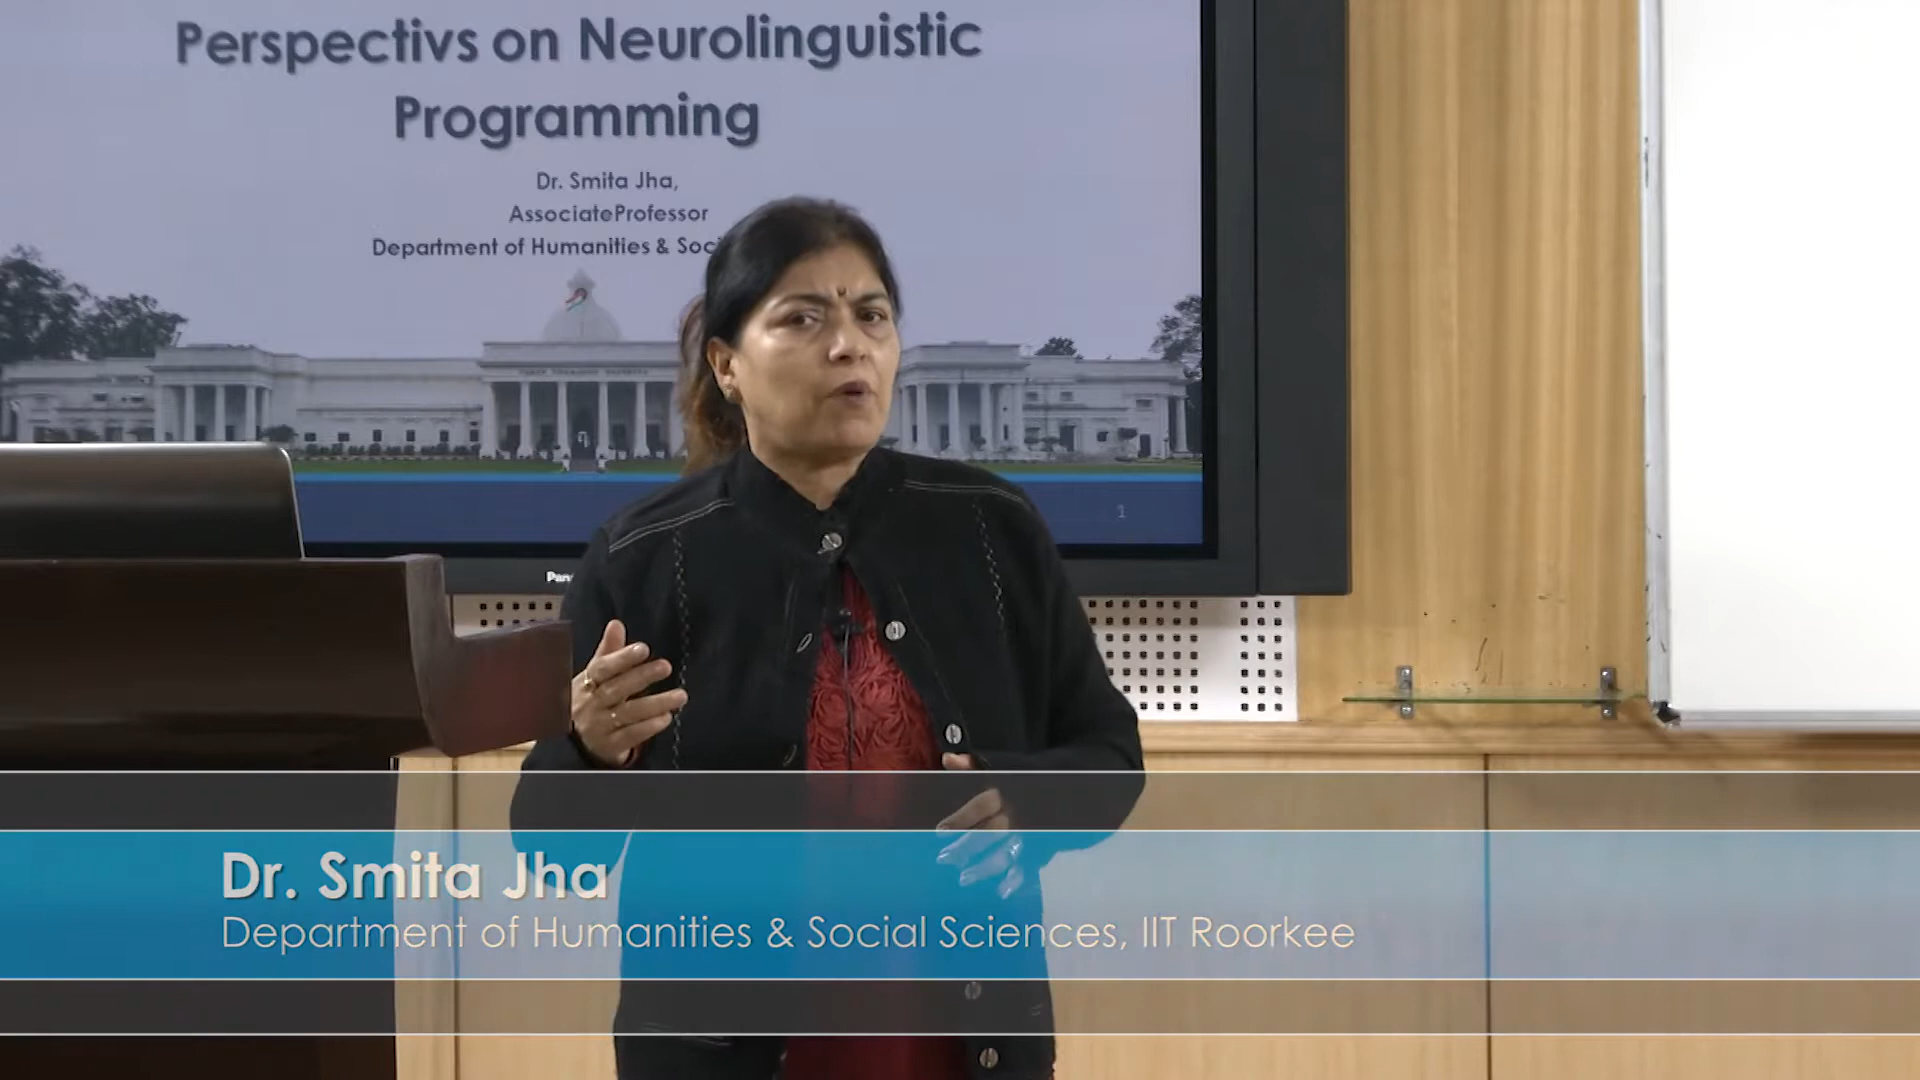 Perspectivs on Neurolinguistic
Programming
Dr. Smita Jha,
AssociateProfessor
Department of Humanities &
1
Dr. Smita Jha
Department of Humanities & Social Sciences, IIT Roorkee